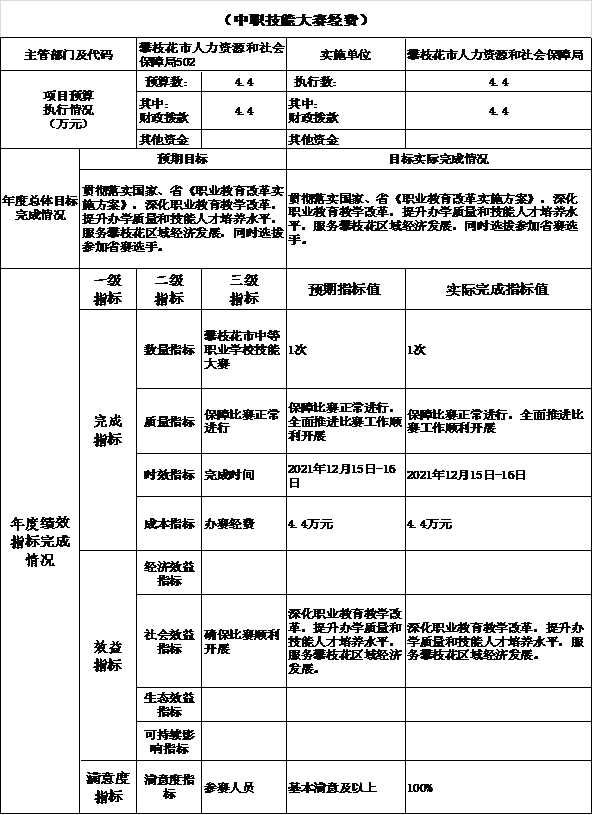 （中职技能大赛经费）
主管部门及代码
攀枝花市人力资源和社会
保障局502
实施单位
攀枝花市人力资源和社会保障局
项目预算
执行情况
（万元）
预算数：
4.4
执行数：
4.4
其中：
财政拨款
4.4
其中：
财政拨款
4.4
其他资金
其他资金
年度总体目标
完成情况
预期目标
目标实际完成情况
贯彻落实国家、省《职业教育改革实
施方案》，深化职业教育教学改革，
提升办学质量和技能人才培养水平，
服务攀枝花区域经济发展，同时选拔
参加省赛选手。
贯彻落实国家、省《职业教育改革实施方案》，深化
职业教育教学改革，提升办学质量和技能人才培养水
平，服务攀枝花区域经济发展，同时选拔参加省赛选
手。
年度绩效
指标完成
情况
一级
指标
二级
指标
三级
指标
预期指标值
实际完成指标值
完成
指标
数量指标
攀枝花市中等
职业学校技能
大赛
1次
1次
质量指标
保障比赛正常
进行
保障比赛正常进行，
全面推进比赛工作顺
利开展
保障比赛正常进行，全面推进比
赛工作顺利开展
时效指标
完成时间
2021年12月15日-16
日
2021年12月15日-16日
成本指标
办赛经费
4.4万元
4.4万元
效益
指标
经济效益
指标
社会效益
指标
确保比赛顺利
开展
深化职业教育教学改
革，提升办学质量和
技能人才培养水平，
服务攀枝花区域经济
发展。
深化职业教育教学改革，提升办
学质量和技能人才培养水平，服
务攀枝花区域经济发展。
生态效益
指标
可持续影
响指标
满意度
指标
满意度指
标
参赛人员
基本满意及以上
100%